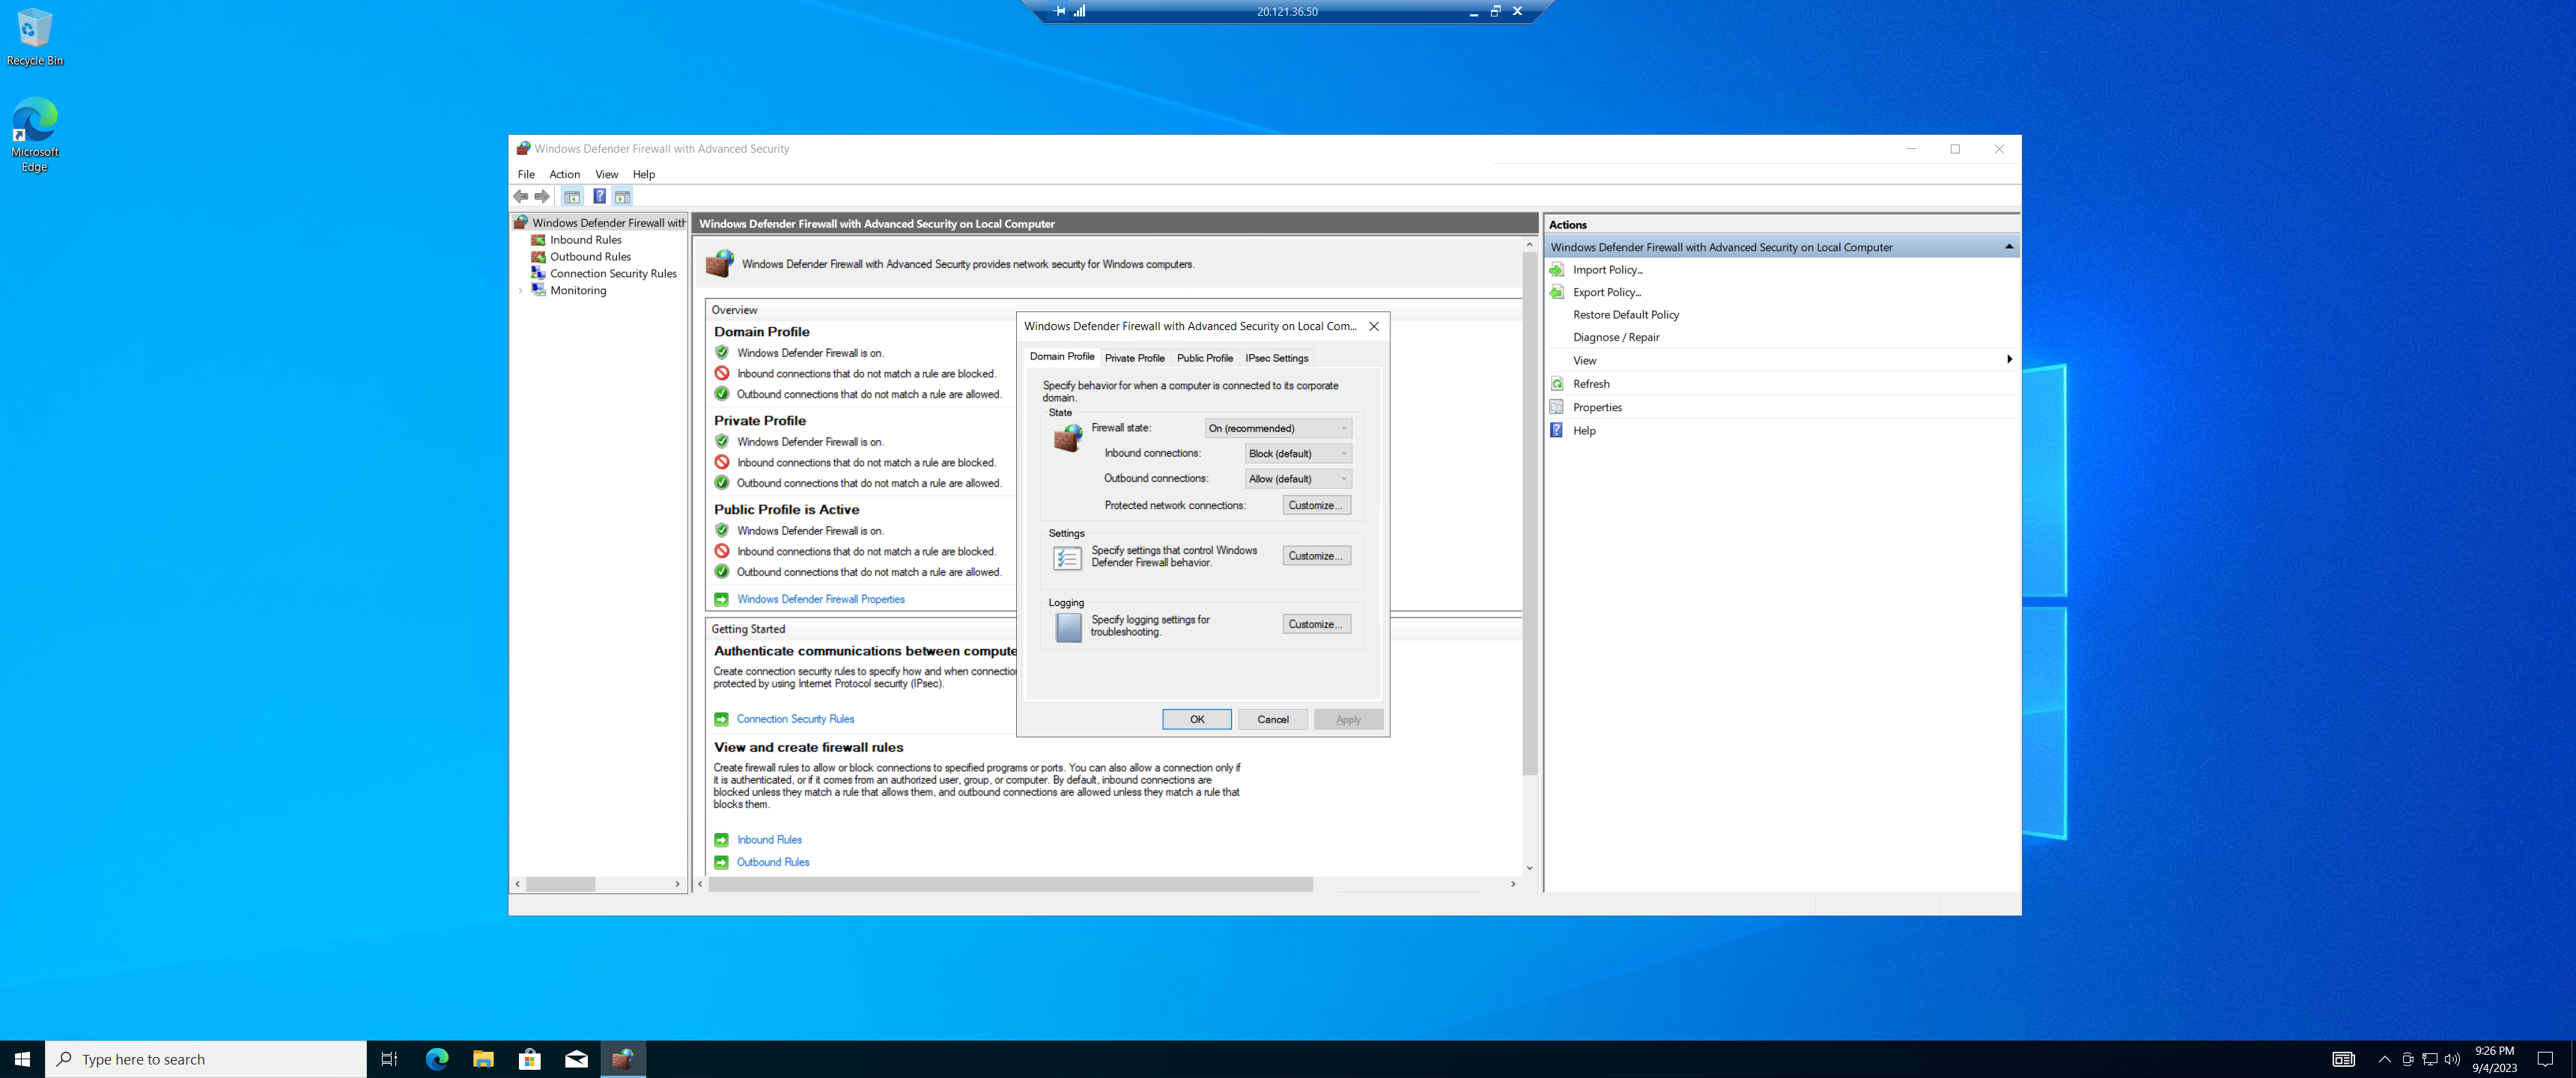 20.121.36.50
Recycle Bin
Microsoft
Edge
Windows Defender Firewall with Advanced Security
File Action View Help
Windows Defender Firewall with
Inbound Rules
Outbound Rules
Connection Security Rules
Monitoring
Windows Defender Firewall with Advanced Security on Local Computer
Windows Defender Firewall with Advanced Security provides network security for Windows computers.
Overview
Domain Profile
Windows Defender Firewall is on.
Inbound connections that do not match a rule are blocked.
Outbound connections that do not match a rule are allowed.
Private Profile
Windows Defender Firewall is on.
Inbound connections that do not match a rule are blocked.
Outbound connections that do not match a rule are allowed.
Public Profile is Active
Windows Defender Firewall is on.
Inbound connections that do not match a rule are blocked.
Outbound connections that do not match a rule are allowed.
Windows Defender Firewall Properties
Getting Started
Authenticate communications between compute
Create connection security rules to specify how and when connectio
protected by using Internet Protocol security (IPsec).
Connection Security Rules
View and create firewall rules
Create firewall rules to allow or block connections to specified programs or ports. You can also allow a connection only if
it is authenticated, or if it comes from an authorized user, group, or computer. By default, inbound connections are
blocked unless they match a rule that allows them, and outbound connections are allowed unless they match a rule that
blocks them.
Inbound Rules
Outbound Rules
Windows Defender Firewall with Advanced Security on Local Com...
Domain Profile Private Profile Public Profile IPsec Settings
Specify behavior for when a computer is connected to its corporate
domain.
State
Firewall state: On (recommended)
Inbound connections: Block (default)
Outbound connections: Allow (default)
Protected network connections: Customize...
Settings
Specify settings that control Windows
Defender Firewall behavior.
Customize...
Logging
Specify logging settings for
troubleshooting.
Customize...
OK Cancel Apply
Actions
Windows Defender Firewall with Advanced Security on Local Computer
Import Policy...
Export Policy...
Restore Default Policy
Diagnose / Repair
View
Refresh
Properties
Help
Type here to search
9:26 PM
9/4/2023